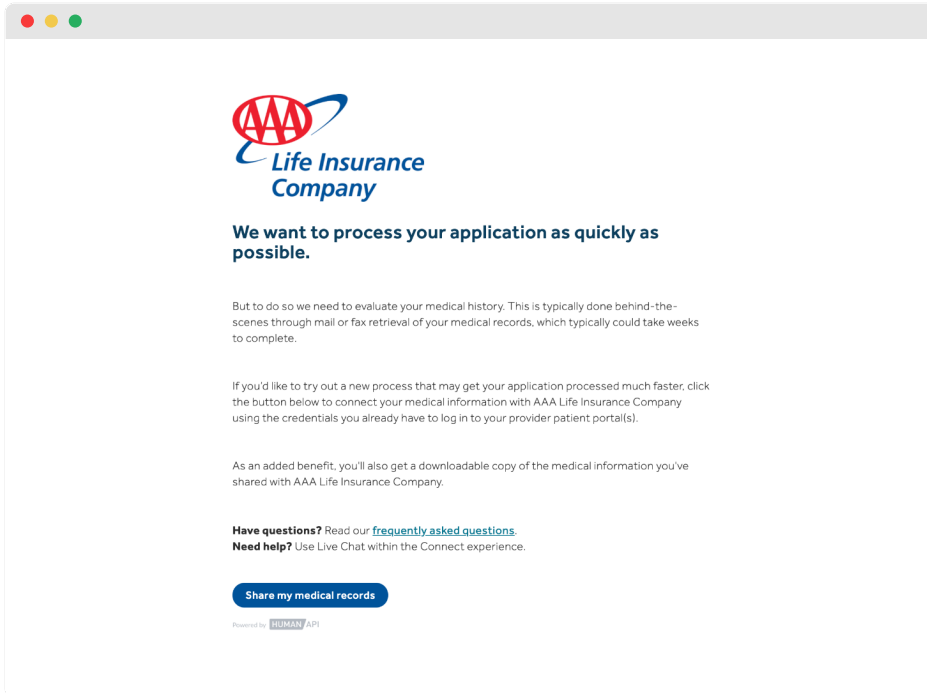 AAA
Life Insurance
Company
We want to process your application as quickly as
possible.
But to do so we need to evaluate your medical history. This is typically done behind-the-
scenes through mail or fax retrieval of your medical records, which typically could take weeks
to complete.
If you'd like to try out a new process that may get your application processed much faster, click
the button below to connect your medical information with AAA Life Insurance Company
using the credentials you already have to log in to your provider patient portal(s).
As an added benefit, you'll also get a downloadable copy of the medical information you've
shared with AAA Life Insurance Company.
Have questions? Read our frequently asked questions.
Need help? Use Live Chat within the Connect experience.
Share my medical records
Powered by HUMAN API